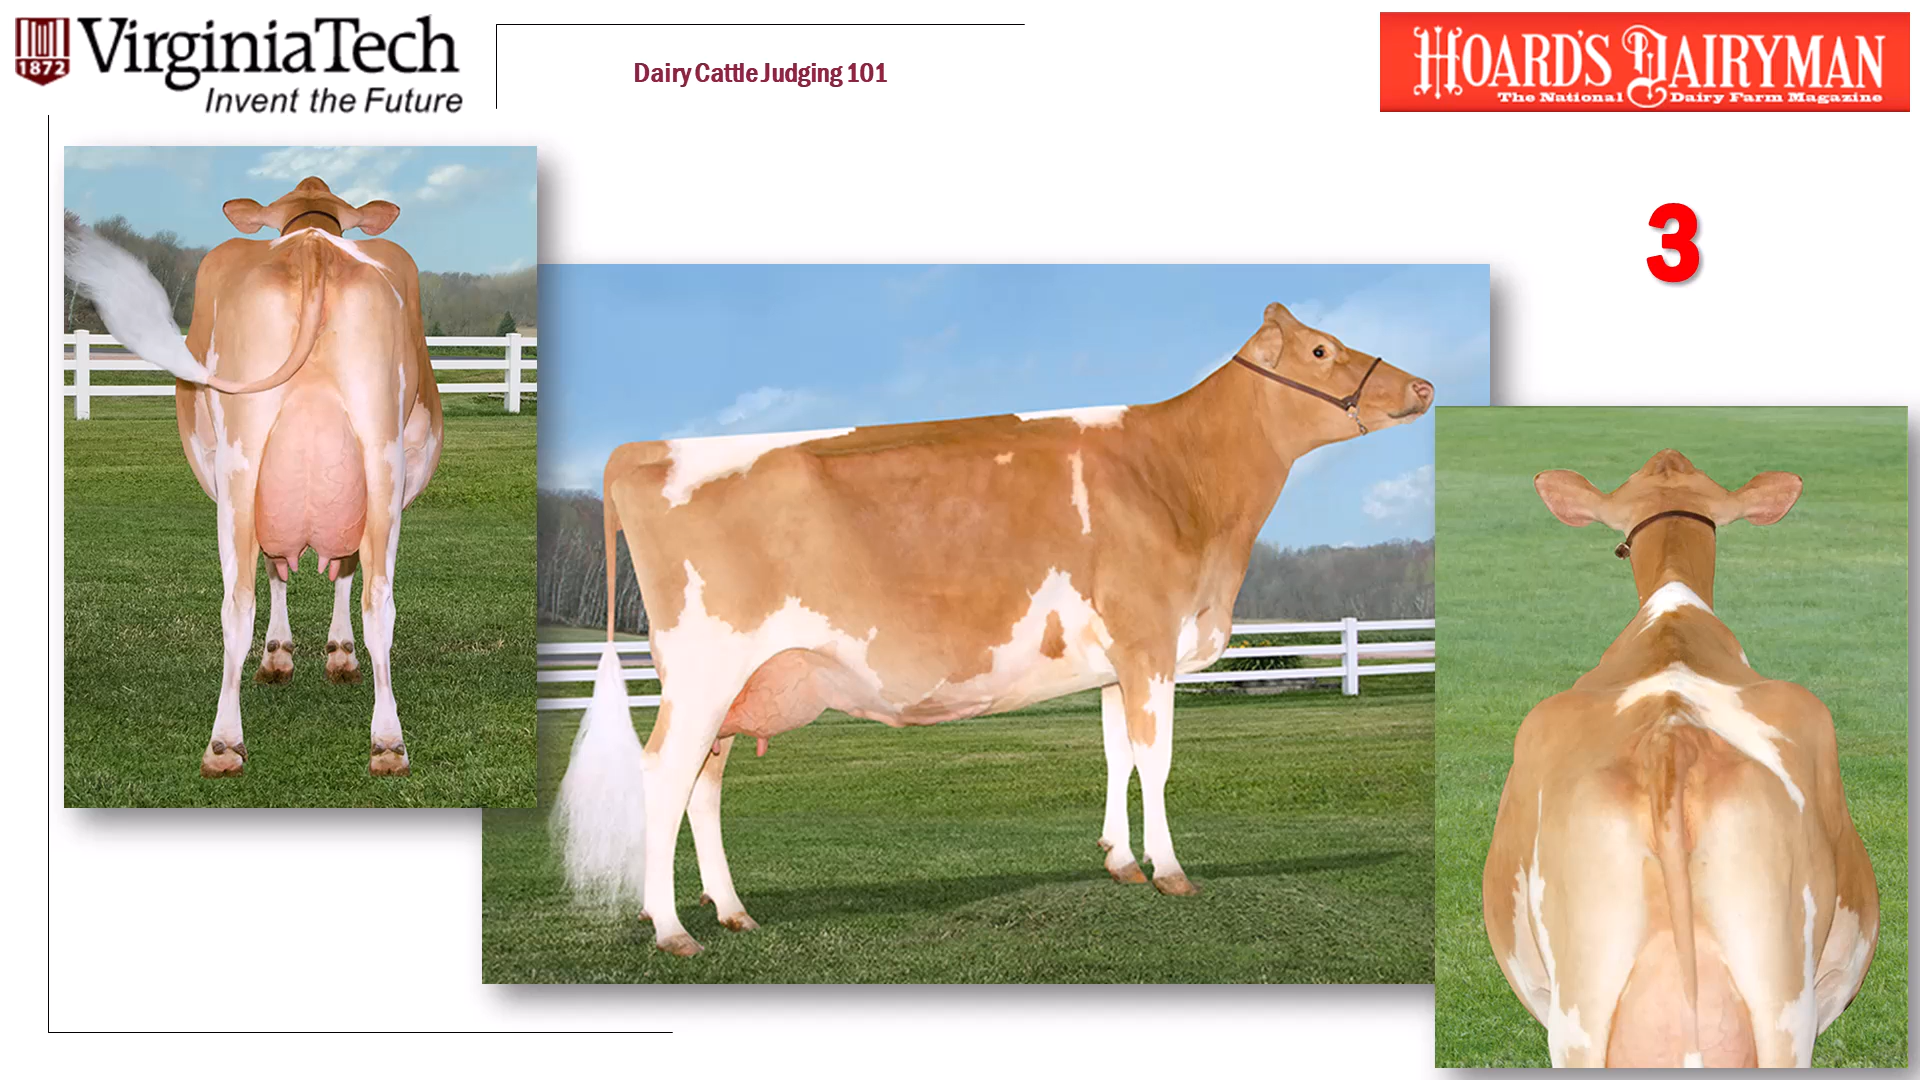 VirginiaTech
1872
Invent the Future
Dairy Cattle Judging 101
HOARD'S DAIRYMAN
The National Dairy Farm Magazine
3